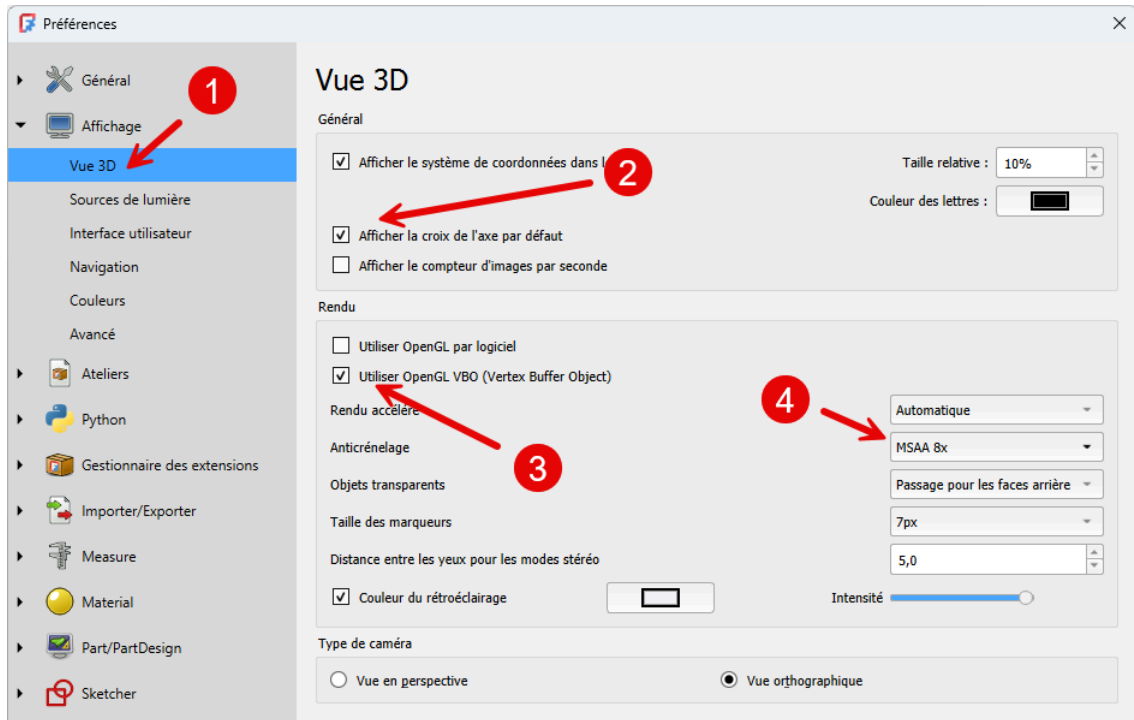 Préférences
Général
1
Affichage
Vue 3D
Sources de lumière
Interface utilisateur
Navigation
Couleurs
Avancé
Ateliers
Python
Gestionnaire des extensions
Importer/Exporter
Measure
Material
Part/PartDesign
Sketcher
Vue 3D
Général
Afficher le système de coordonnées dans l
2
Taille relative : 10%
Couleur des lettres :
Afficher la croix de l'axe par défaut
Afficher le compteur d'images par seconde
Rendu
Utiliser OpenGL par logiciel
Utiliser OpenGL VBO (Vertex Buffer Object)
Rendu accéléré Automatique
4
Anticrénelage MSAA 8x
3
Objets transparents Passage pour les faces arrière
Taille des marqueurs 7px
Distance entre les yeux pour les modes stéréo 5,0
Couleur du rétroéclairage Intensité
Type de caméra
Vue en perspective Vue orthographique